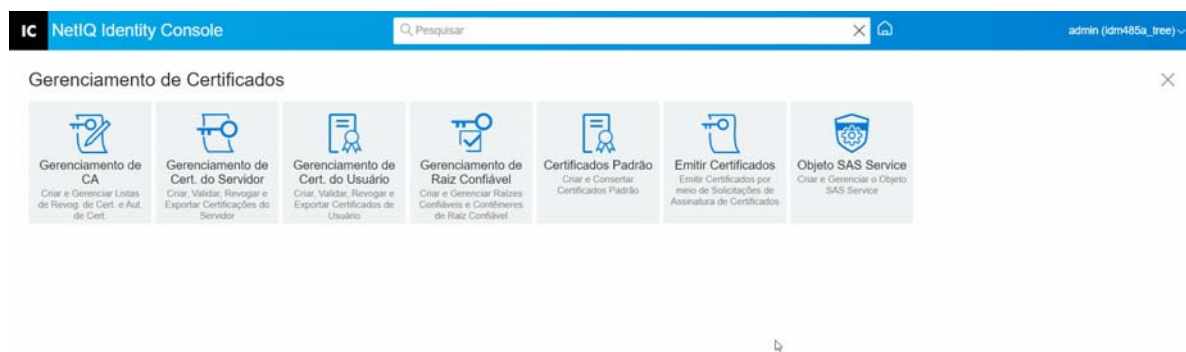 IC NetIQ Identity Console
Pesquisar
admin (idm485a_tree)
Gerenciamento de Certificados
Gerenciamento de
CA
Criar e Gerenciar Listas
de Revog. de Cert. e Aut.
de Cert.
Gerenciamento de
Cert. do Servidor
Criar, Validar, Revogar e
Exportar Certificações do
Servidor
Gerenciamento de
Cert. do Usuário
Criar, Validar, Revogar e
Exportar Certificados de
Usuário
Gerenciamento de
Raiz Confiável
Criar e Gerenciar Raízes
Confiáveis e Contêineres
de Raiz Confiável
Certificados Padrão
Criar e Consertar
Certificados Padrão
Emitir Certificados
Emitir Certificados por
meio de Solicitações de
Assinatura de Certificados
Objeto SAS Service
Criar e Gerenciar o Objeto
SAS Service